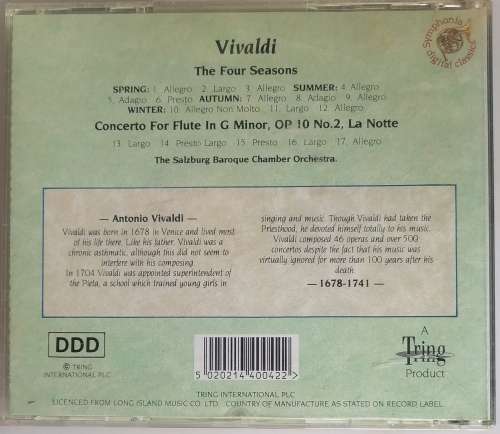 Vivaldi
Symphonia digital classics
The Four Seasons
SPRING: 1. Allegro 2. Largo 3. Allegro SUMMER: 4. Allegro
5. Adagio 6. Presto AUTUMN: 7. Allegro 8. Adagio 9. Allegro
WINTER: 10. Allegro Non Molto 11. Largo 12. Allegro
Concerto For Flute In G Minor, OP 10 No.2, La Notte
13. Largo 14 Presto Largo 15 Presto 16. Largo 17. Allegro
The Salzburg Baroque Chamber Orchestra.
— Antonio Vivaldi —
Vivaldi was born in 1678 in Venice and lived most
of his life there. Like his father, Vivaldi was a
chronic asthmatic, although this did not seem to
interfere with his composing.
In 1704 Vivaldi was appointed superintendent of
the Pieta, a school which trained young girls in
singing and music. Though Vivaldi had taken the
Priesthood, he devoted himself totally to his music.
Vivaldi composed 46 operas and over 500
concertos despite the fact that his music was
virtually ignored for more than 100 years after his
death.
— 1678-1741 —
DDD
© TRING
INTERNATIONAL PLC
5 020214 400422 >
A
Tring
Product
TRING INTERNATIONAL PLC
LICENCED FROM LONG ISLAND MUSIC CO. LTD. COUNTRY OF MANUFACTURE AS STATED ON RECORD LABEL.